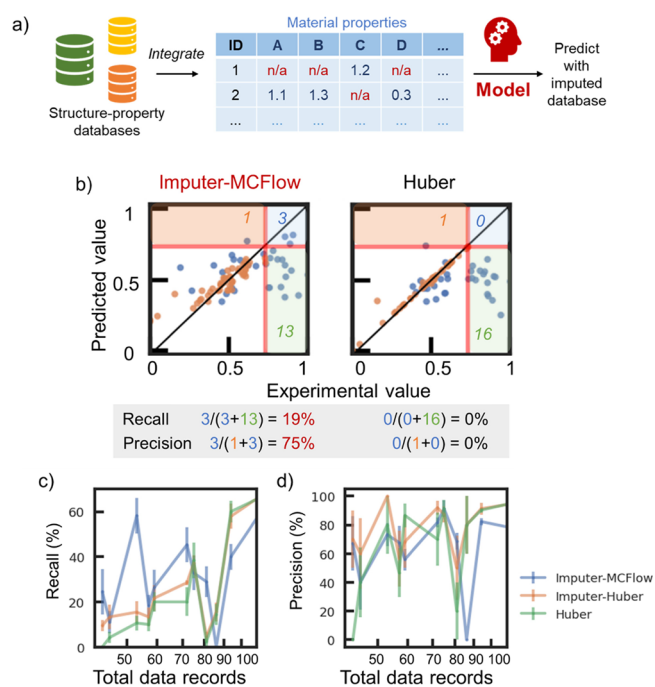 a)
Material properties
Integrate
Structure-property
databases
ID A B C D ...
1 n/a n/a 1.2 n/a ...
2 1.1 1.3 n/a 0.3 ...
... ... ... ... ... ...
Model
Predict
with
imputed
database
b)
Imputer-MCFlow
Huber
Predicted value
1
0.5
0
1
3
13
0
0.5
1
1
0
16
0
0.5
1
Experimental value
Recall 3/(3+13) = 19% 0/(0+16) = 0%
Precision 3/(1+3) = 75% 0/(1+0) = 0%
c)
Recall (%)
60
40
20
0
50 60 70 80 90 100
Total data records
d)
Precision (%)
100
80
60
40
20
0
50 60 70 80 90 100
Total data records
Imputer-MCFlow
Imputer-Huber
Huber